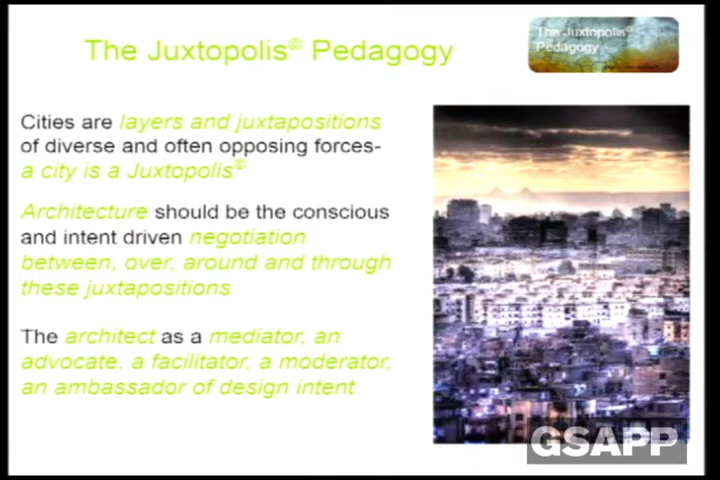 The Juxtopolis© Pedagogy
The Juxtopolis©
Pedagogy
Cities are layers and juxtapositions
of diverse and often opposing forces-
a city is a Juxtopolis©
Architecture should be the conscious
and intent driven negotiation
between, over, around and through
these juxtapositions
The architect as a mediator, an
advocate, a facilitator, a moderator,
an ambassador of design intent
GSAPP